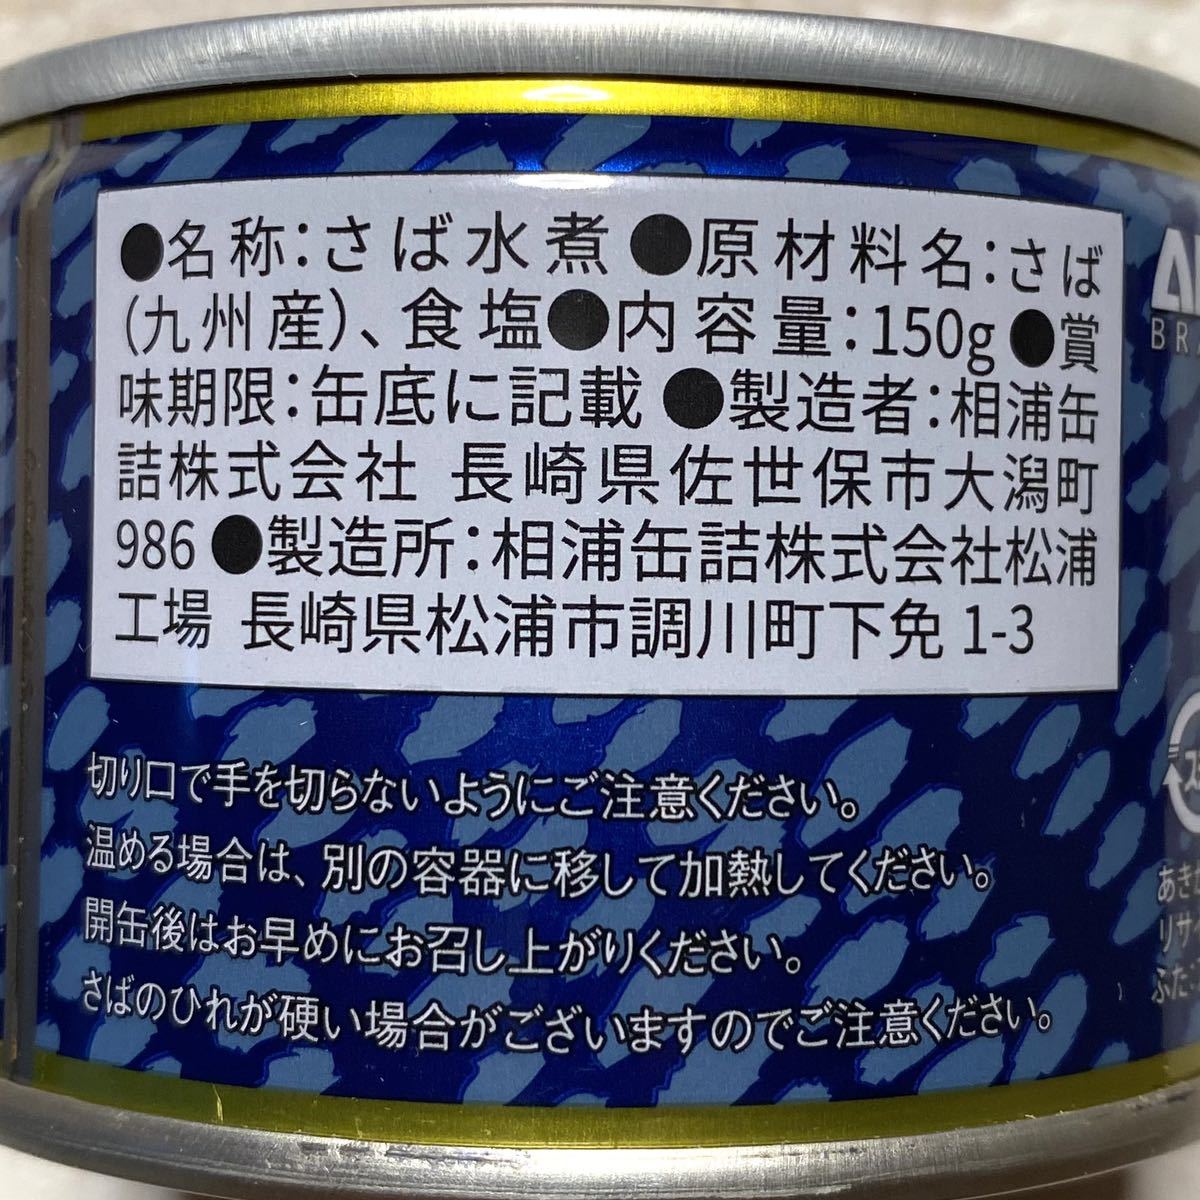 ●名称：さば水煮 ●原材料名：さば
(九州産)、食塩●内容量：150g ●賞
味期限：缶底に記載 ●製造者：相浦缶
詰株式会社 長崎県佐世保市大潟町
986 ●製造所：相浦缶詰株式会社松浦
工場 長崎県松浦市調川町下免 1-3
切り口で手を切らないようにご注意ください。
温める場合は、別の容器に移して加熱してください。
開缶後はお早めにお召し上がりください。
さばのひれが硬い場合がございますのでご注意ください。